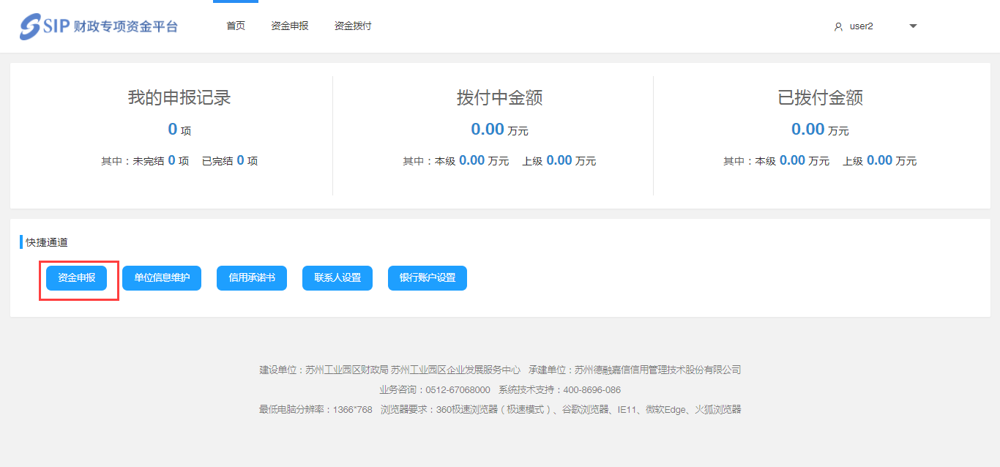 SIP 财政专项资金平台
首页 资金申报 资金拨付 user2
我的申报记录 拨付中金额 已拨付金额
0 项 0.00 万元 0.00 万元
其中：未完结 0 项 已完结 0 项 其中：本级 0.00 万元 上级 0.00 万元 其中：本级 0.00 万元 上级 0.00 万元
快捷通道
资金申报 单位信息维护 信用承诺书 联系人设置 银行账户设置
建设单位：苏州工业园区财政局 苏州工业园区企业发展服务中心 承建单位：苏州德融嘉信信用管理技术股份有限公司
业务咨询：0512-67068000 系统技术支持：400-8696-086
最低电脑分辨率：1366*768 浏览器要求：360极速浏览器（极速模式）、谷歌浏览器、IE11、微软Edge、火狐浏览器